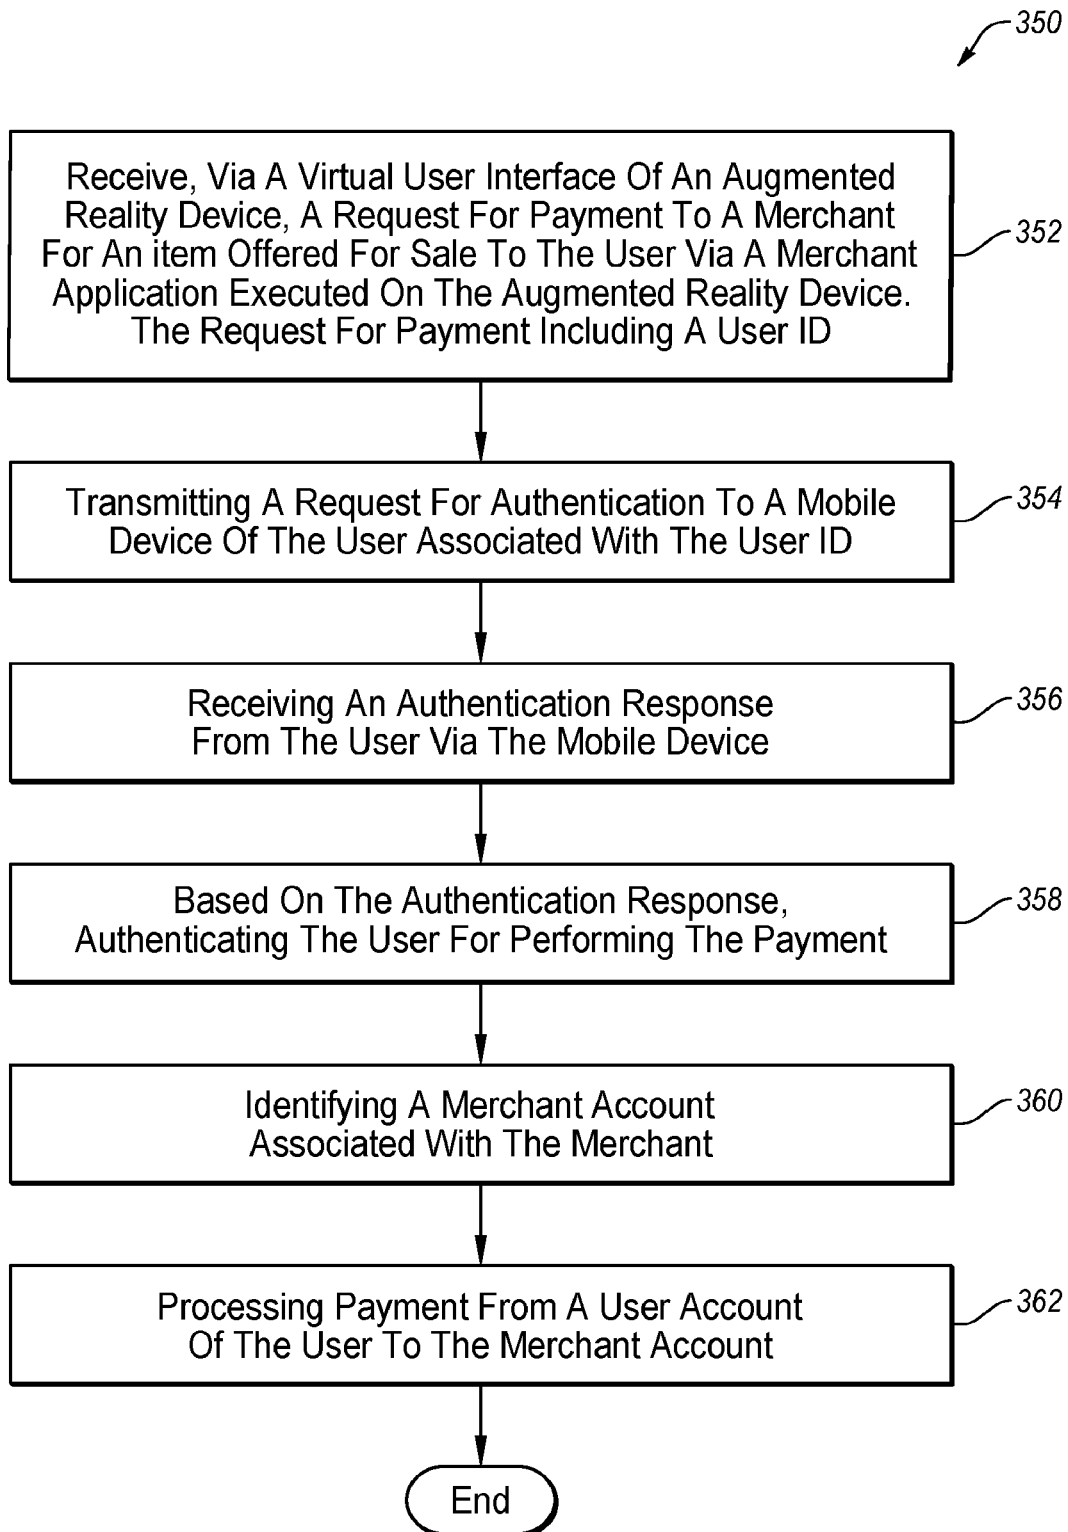 350
Receive, Via A Virtual User Interface Of An Augmented
Reality Device, A Request For Payment To A Merchant
For An item Offered For Sale To The User Via A Merchant
Application Executed On The Augmented Reality Device.
The Request For Payment Including A User ID
352
Transmitting A Request For Authentication To A Mobile
Device Of The User Associated With The User ID
354
Receiving An Authentication Response
From The User Via The Mobile Device
356
Based On The Authentication Response,
Authenticating The User For Performing The Payment
358
Identifying A Merchant Account
Associated With The Merchant
360
Processing Payment From A User Account
Of The User To The Merchant Account
362
End